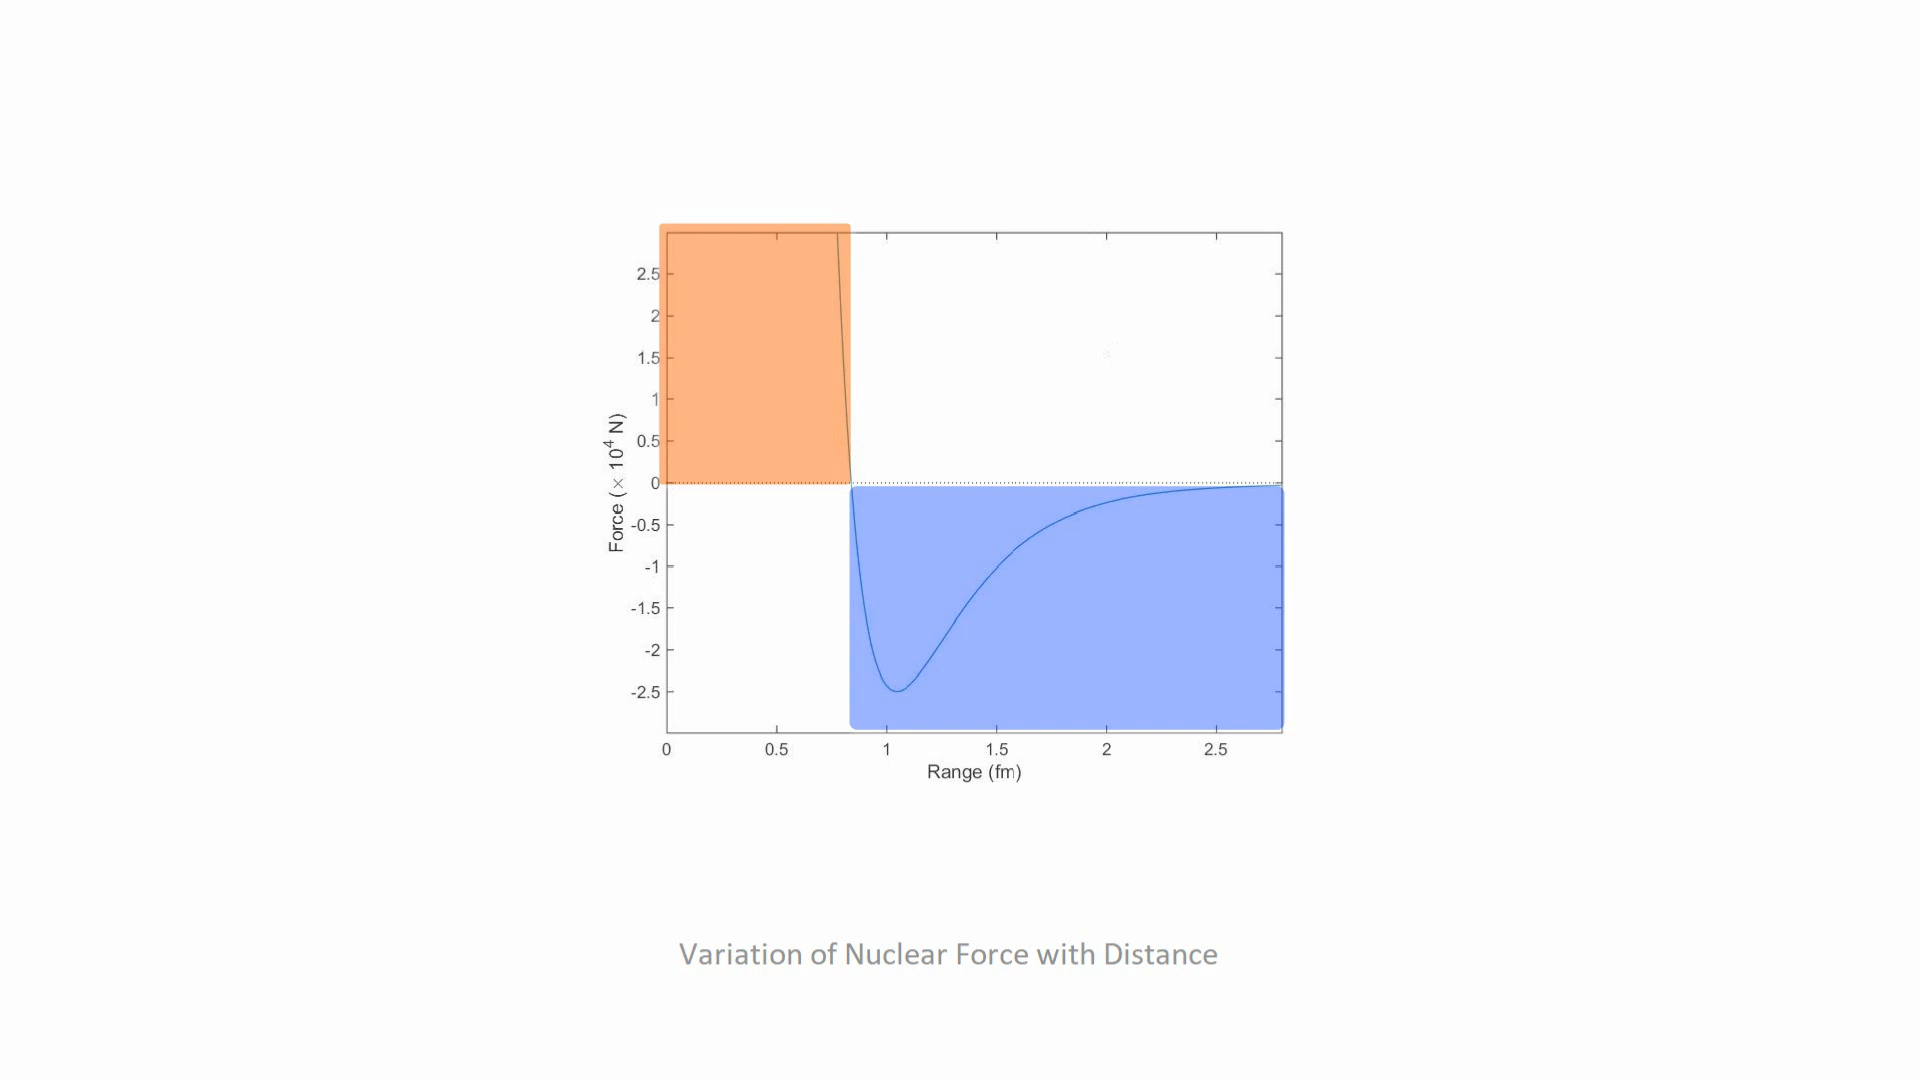 2.5
2
1.5
1
0.5
0
-0.5
-1
-1.5
-2
-2.5
Force (× 10⁴ N)
0 0.5 1 1.5 2 2.5
Range (fm)
Variation of Nuclear Force with Distance